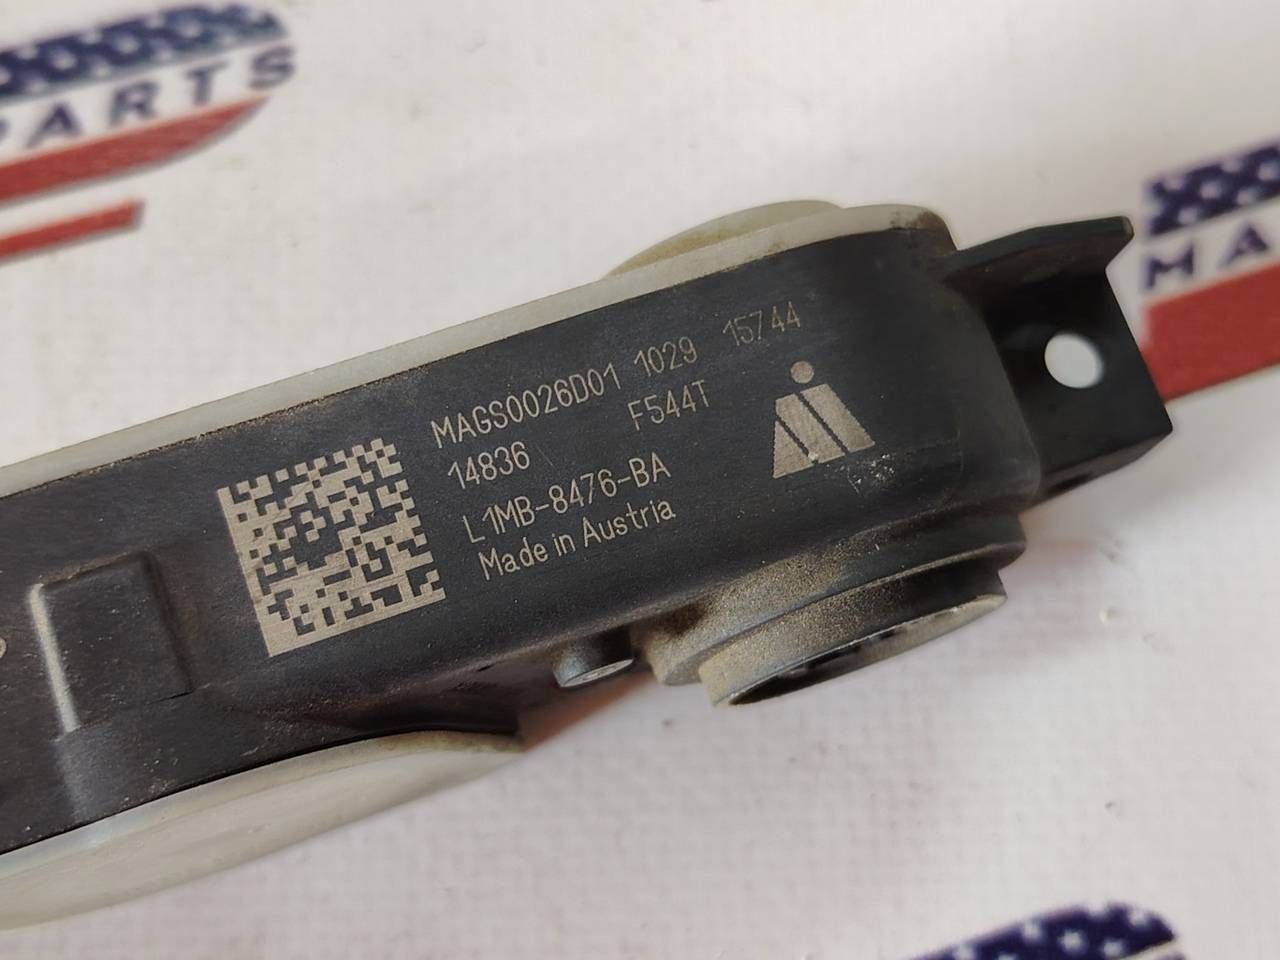 PARTS
MA
MAGS0026D01 1029 15744
14836 F544T
L1MB-8476-BA
Made in Austria